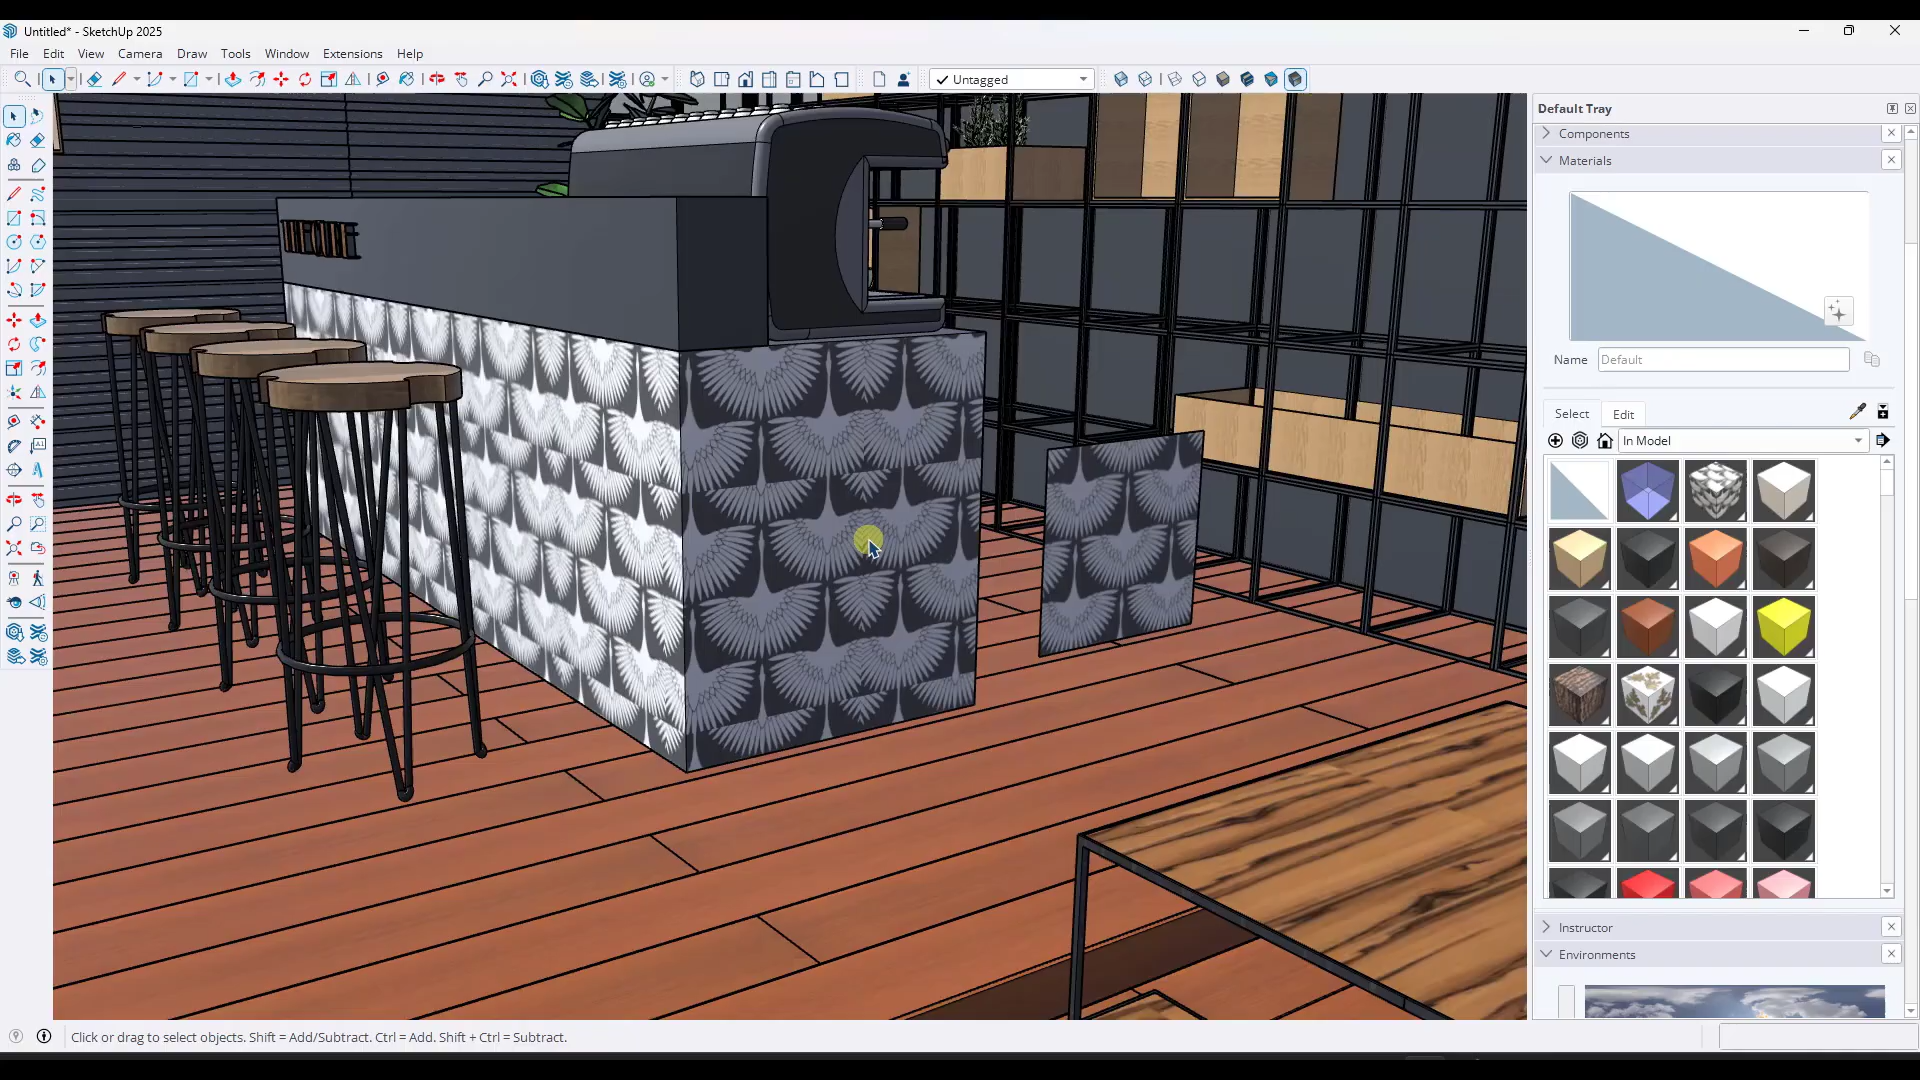 Untitled* - SketchUp 2025
File Edit View Camera Draw Tools Window Extensions Help
Untagged
Default Tray
Components
Materials
Name Default
Select Edit
In Model
Instructor
Environments
Click or drag to select objects. Shift = Add/Subtract. Ctrl = Add. Shift + Ctrl = Subtract.